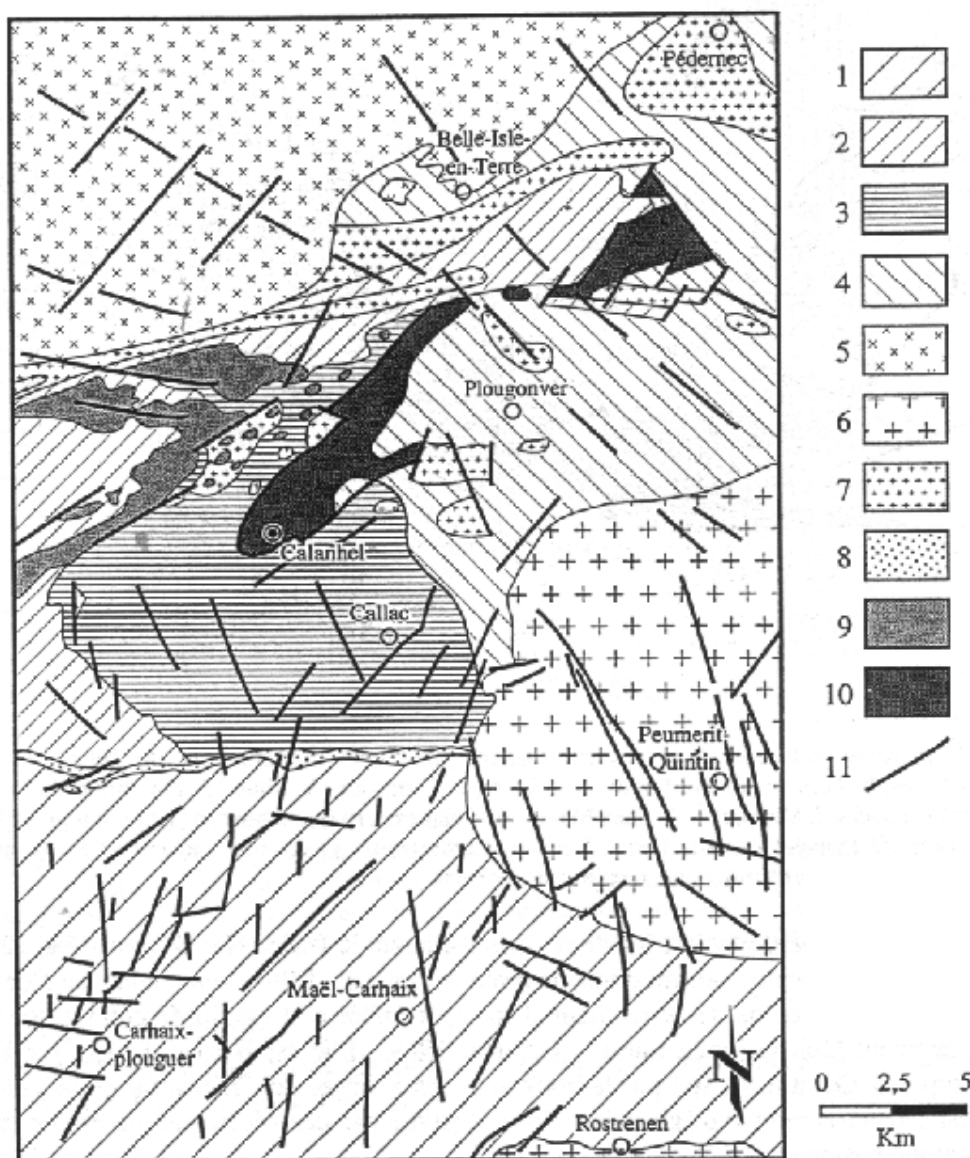 Pédernec
Belle-Isle-
en-Terre
Plougonver
Calanhel
Callac
Peumerit-
Quintin
Maël-Carhaix
Carhaix-
plouguer
Rostrenen
N
1
2
3
4
5
6
7
8
9
10
11
0 2,5 5
Km